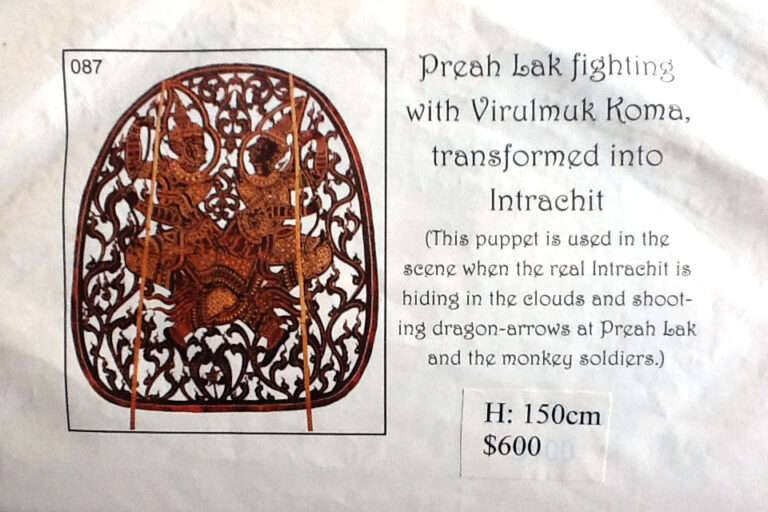 087
Preah Lak fighting
with Virulmuk Koma,
transformed into
Intrachit
(This puppet is used in the
scene when the real Intrachit is
hiding in the clouds and shoot-
ing dragon-arrows at Preah Lak
and the monkey soldiers.)
H: 150cm
$600